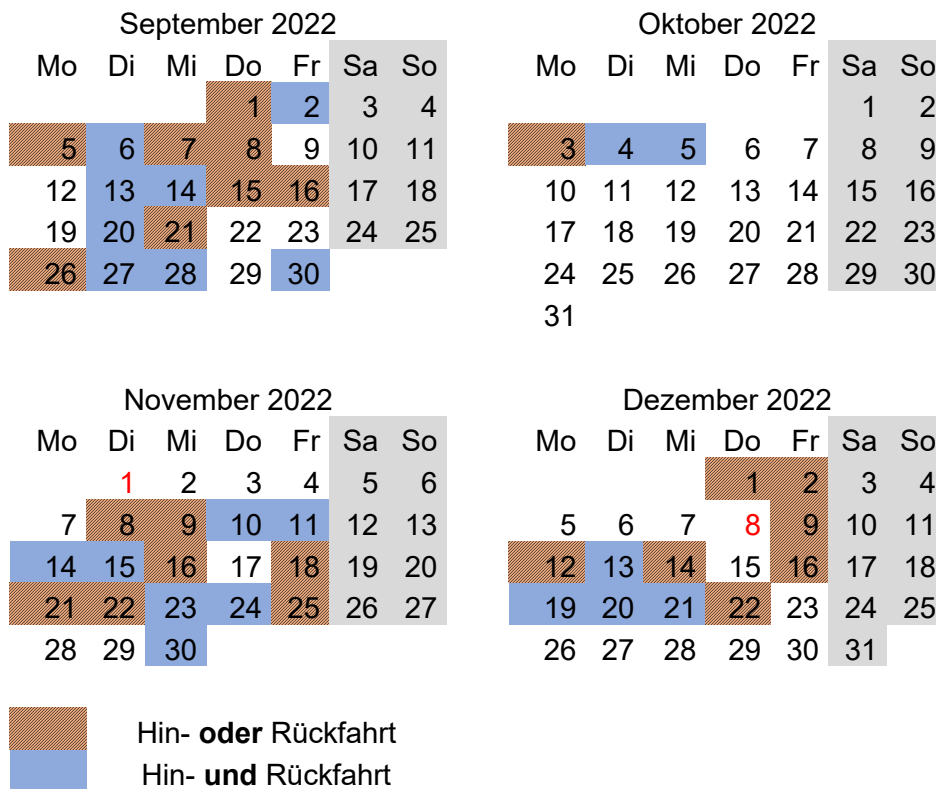 September 2022 Oktober 2022
Mo Di Mi Do Fr Sa So Mo Di Mi Do Fr Sa So
1 2 3 4 1 2
5 6 7 8 9 10 11 3 4 5 6 7 8 9
12 13 14 15 16 17 18 10 11 12 13 14 15 16
19 20 21 22 23 24 25 17 18 19 20 21 22 23
26 27 28 29 30 24 25 26 27 28 29 30
31
November 2022 Dezember 2022
Mo Di Mi Do Fr Sa So Mo Di Mi Do Fr Sa So
1 2 3 4 5 6 1 2 3 4
7 8 9 10 11 12 13 5 6 7 8 9 10 11
14 15 16 17 18 19 20 12 13 14 15 16 17 18
21 22 23 24 25 26 27 19 20 21 22 23 24 25
28 29 30 26 27 28 29 30 31
Hin- oder Rückfahrt
Hin- und Rückfahrt